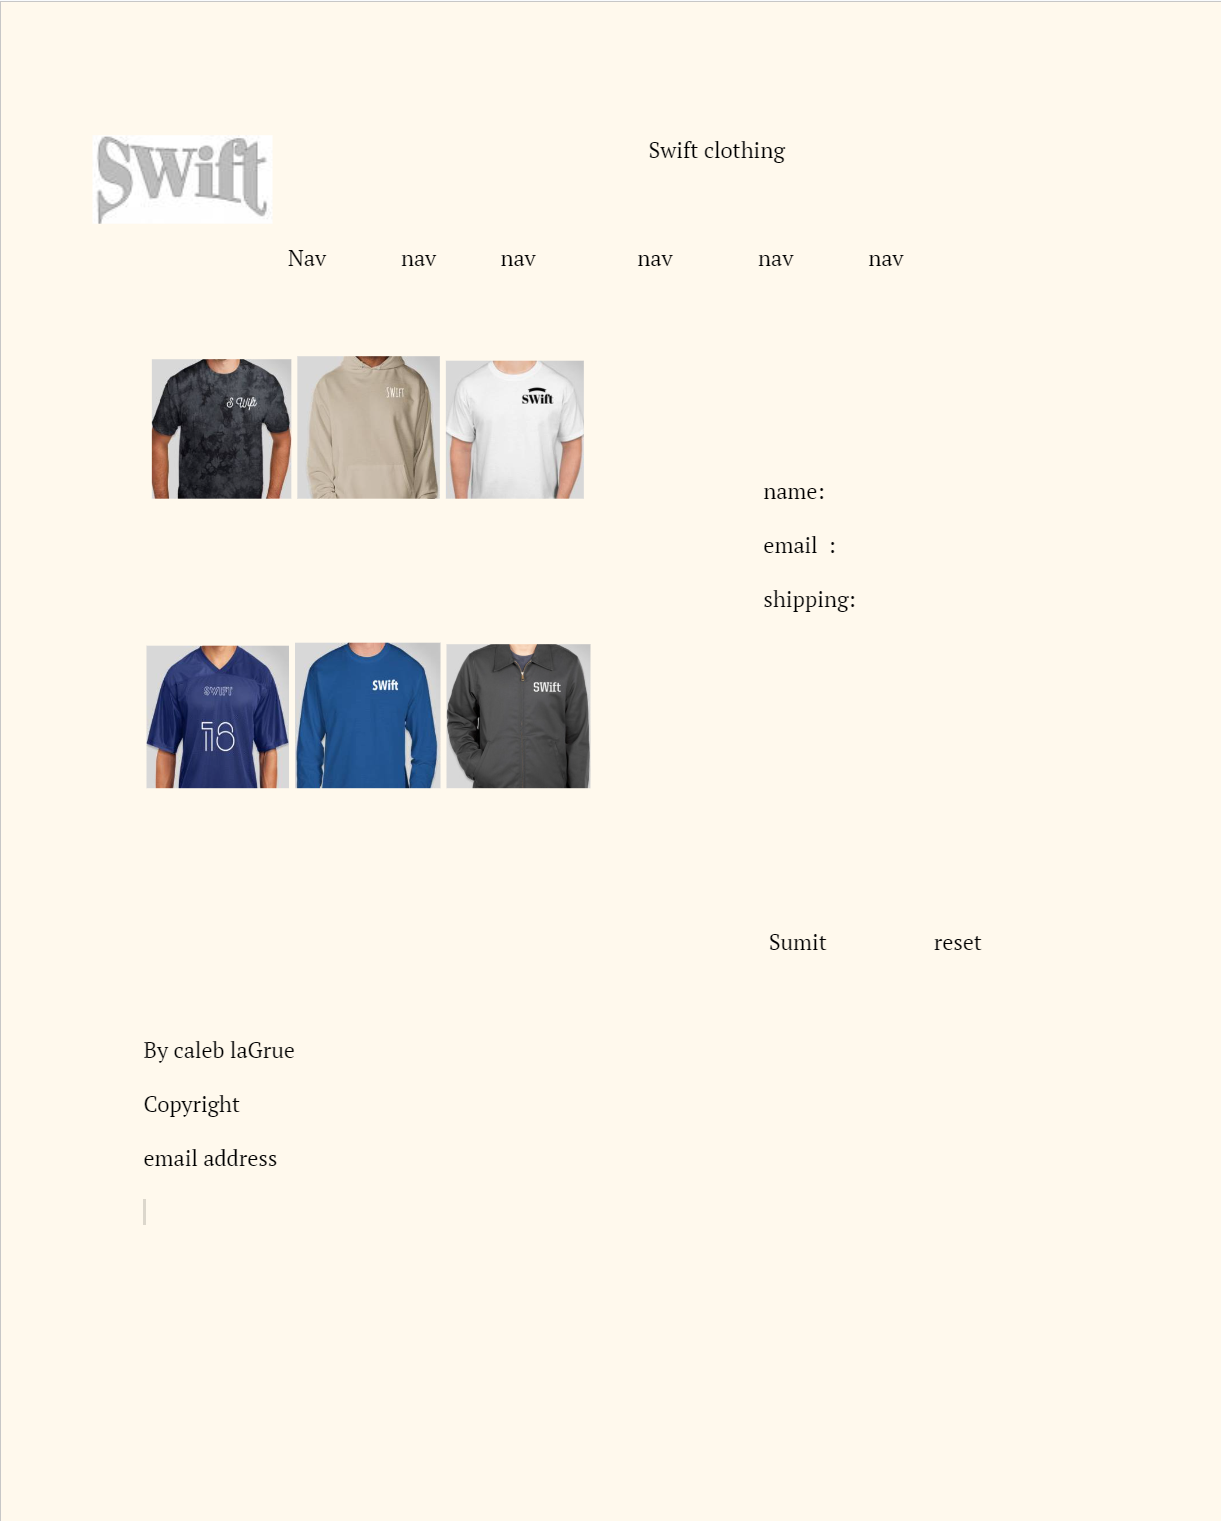 Swift
Swift clothing
Nav nav nav nav nav nav
S Wift
SWIFT
SWift
name:
email :
shipping:
SWIFT
16
SWift
SWift
Sumit reset
By caleb laGrue
Copyright
email address